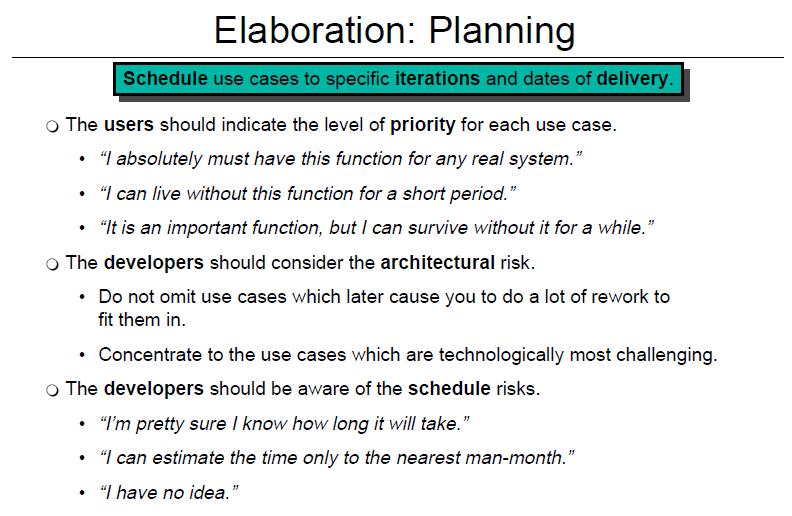 Elaboration: Planning
Schedule use cases to specific iterations and dates of delivery.
The users should indicate the level of priority for each use case.
• “I absolutely must have this function for any real system.”
• “I can live without this function for a short period.”
• “It is an important function, but I can survive without it for a while.”
The developers should consider the architectural risk.
• Do not omit use cases which later cause you to do a lot of rework to
fit them in.
• Concentrate to the use cases which are technologically most challenging.
The developers should be aware of the schedule risks.
• “I’m pretty sure I know how long it will take.”
• “I can estimate the time only to the nearest man-month.”
• “I have no idea.”